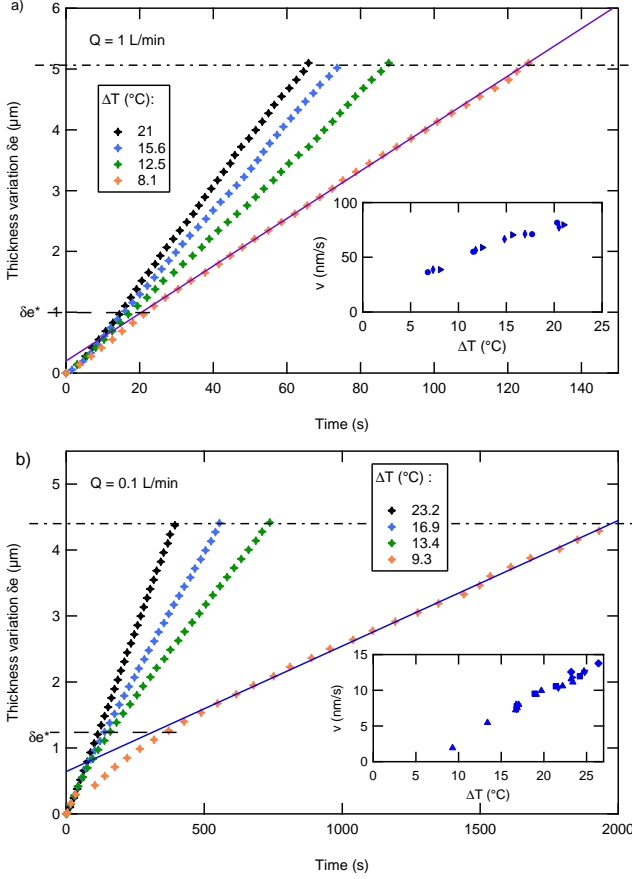 a)
Q = 1 L/min
ΔT (°C):
21
15.6
12.5
8.1
δe*
Thickness variation δe (µm)
6
5
4
3
2
1
0
0 20 40 60 80 100 120 140
Time (s)
v (nm/s)
100
50
0
0 5 10 15 20 25
ΔT (°C)
b)
Q = 0.1 L/min
ΔT (°C) :
23.2
16.9
13.4
9.3
δe*
Thickness variation δe (µm)
5
4
3
2
1
0
0 500 1000 1500 2000
Time (s)
v (nm/s)
15
10
5
0
0 5 10 15 20 25
ΔT (°C)